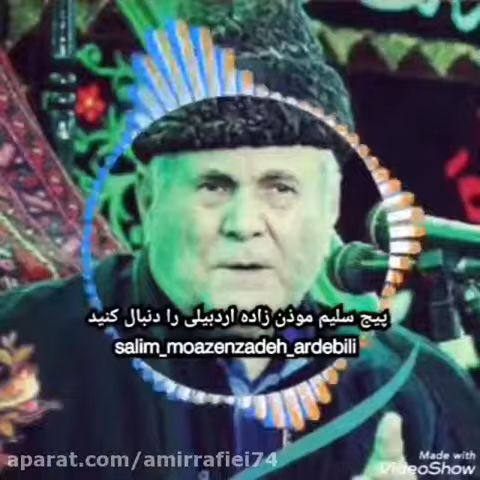 پیج سلیم موذن زاده اردبیلی را دنبال کنید
salim_moazenzadeh_ardebili
Made with
VideoShow
aparat.com/amirrafiei74